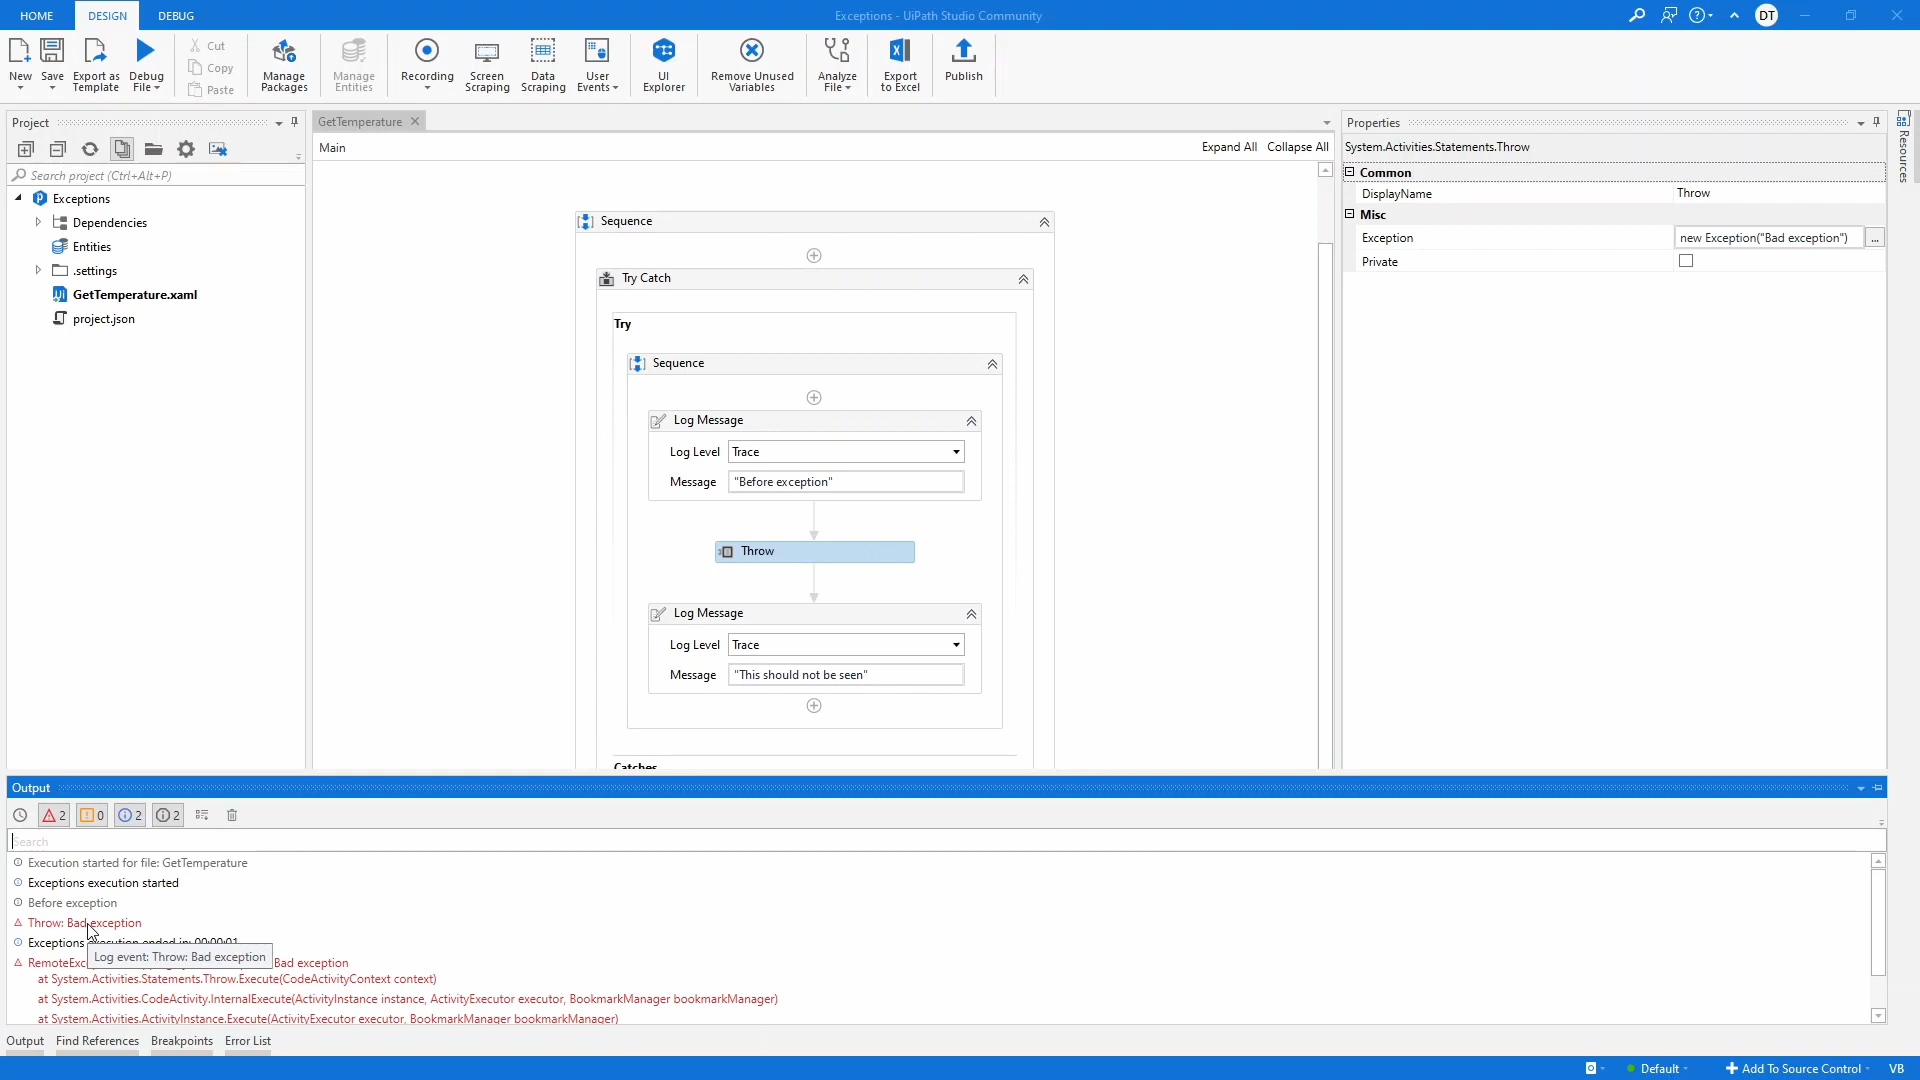 HOME DESIGN DEBUG Exceptions - UiPath Studio Community DT
New Save Export as Template Debug File Cut Copy Paste Manage Packages Manage Entities Recording Screen Scraping Data Scraping User Events UI Explorer Remove Unused Variables Analyze File Export to Excel Publish
Project
Search project (Ctrl+Alt+P)
Exceptions
Dependencies
Entities
.settings
GetTemperature.xaml
project.json
GetTemperature
Main Expand All Collapse All
Sequence
Try Catch
Try
Sequence
Log Message
Log Level Trace
Message "Before exception"
Throw
Log Message
Log Level Trace
Message "This should not be seen"
Catches
Properties
System.Activities.Statements.Throw
Common
DisplayName Throw
Misc
Exception new Exception("Bad exception") ...
Private
Resources
Output
2 0 2 2
Search
Execution started for file: GetTemperature
Exceptions execution started
Before exception
Throw: Bad exception
Exceptions execution ended in: 00:00:01
Log event: Throw: Bad exception
Bad exception
at System.Activities.Statements.Throw.Execute(CodeActivityContext context)
at System.Activities.CodeActivity.InternalExecute(ActivityInstance instance, ActivityExecutor executor, BookmarkManager bookmarkManager)
at System.Activities.ActivityInstance.Execute(ActivityExecutor executor, BookmarkManager bookmarkManager)
Output Find References Breakpoints Error List
Default Add To Source Control VB